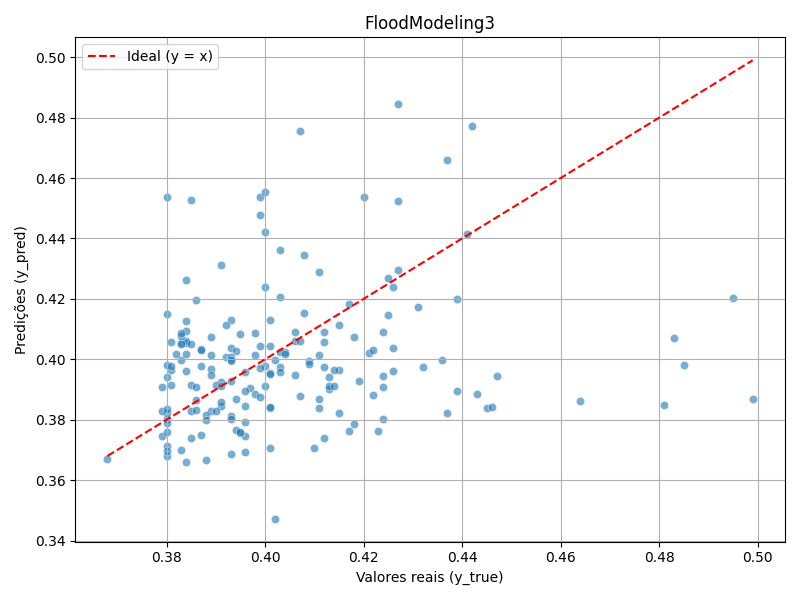 FloodModeling3
Ideal (y = x)
Predições (y_pred)
0.50
0.48
0.46
0.44
0.42
0.40
0.38
0.36
0.34
0.38 0.40 0.42 0.44 0.46 0.48 0.50
Valores reais (y_true)